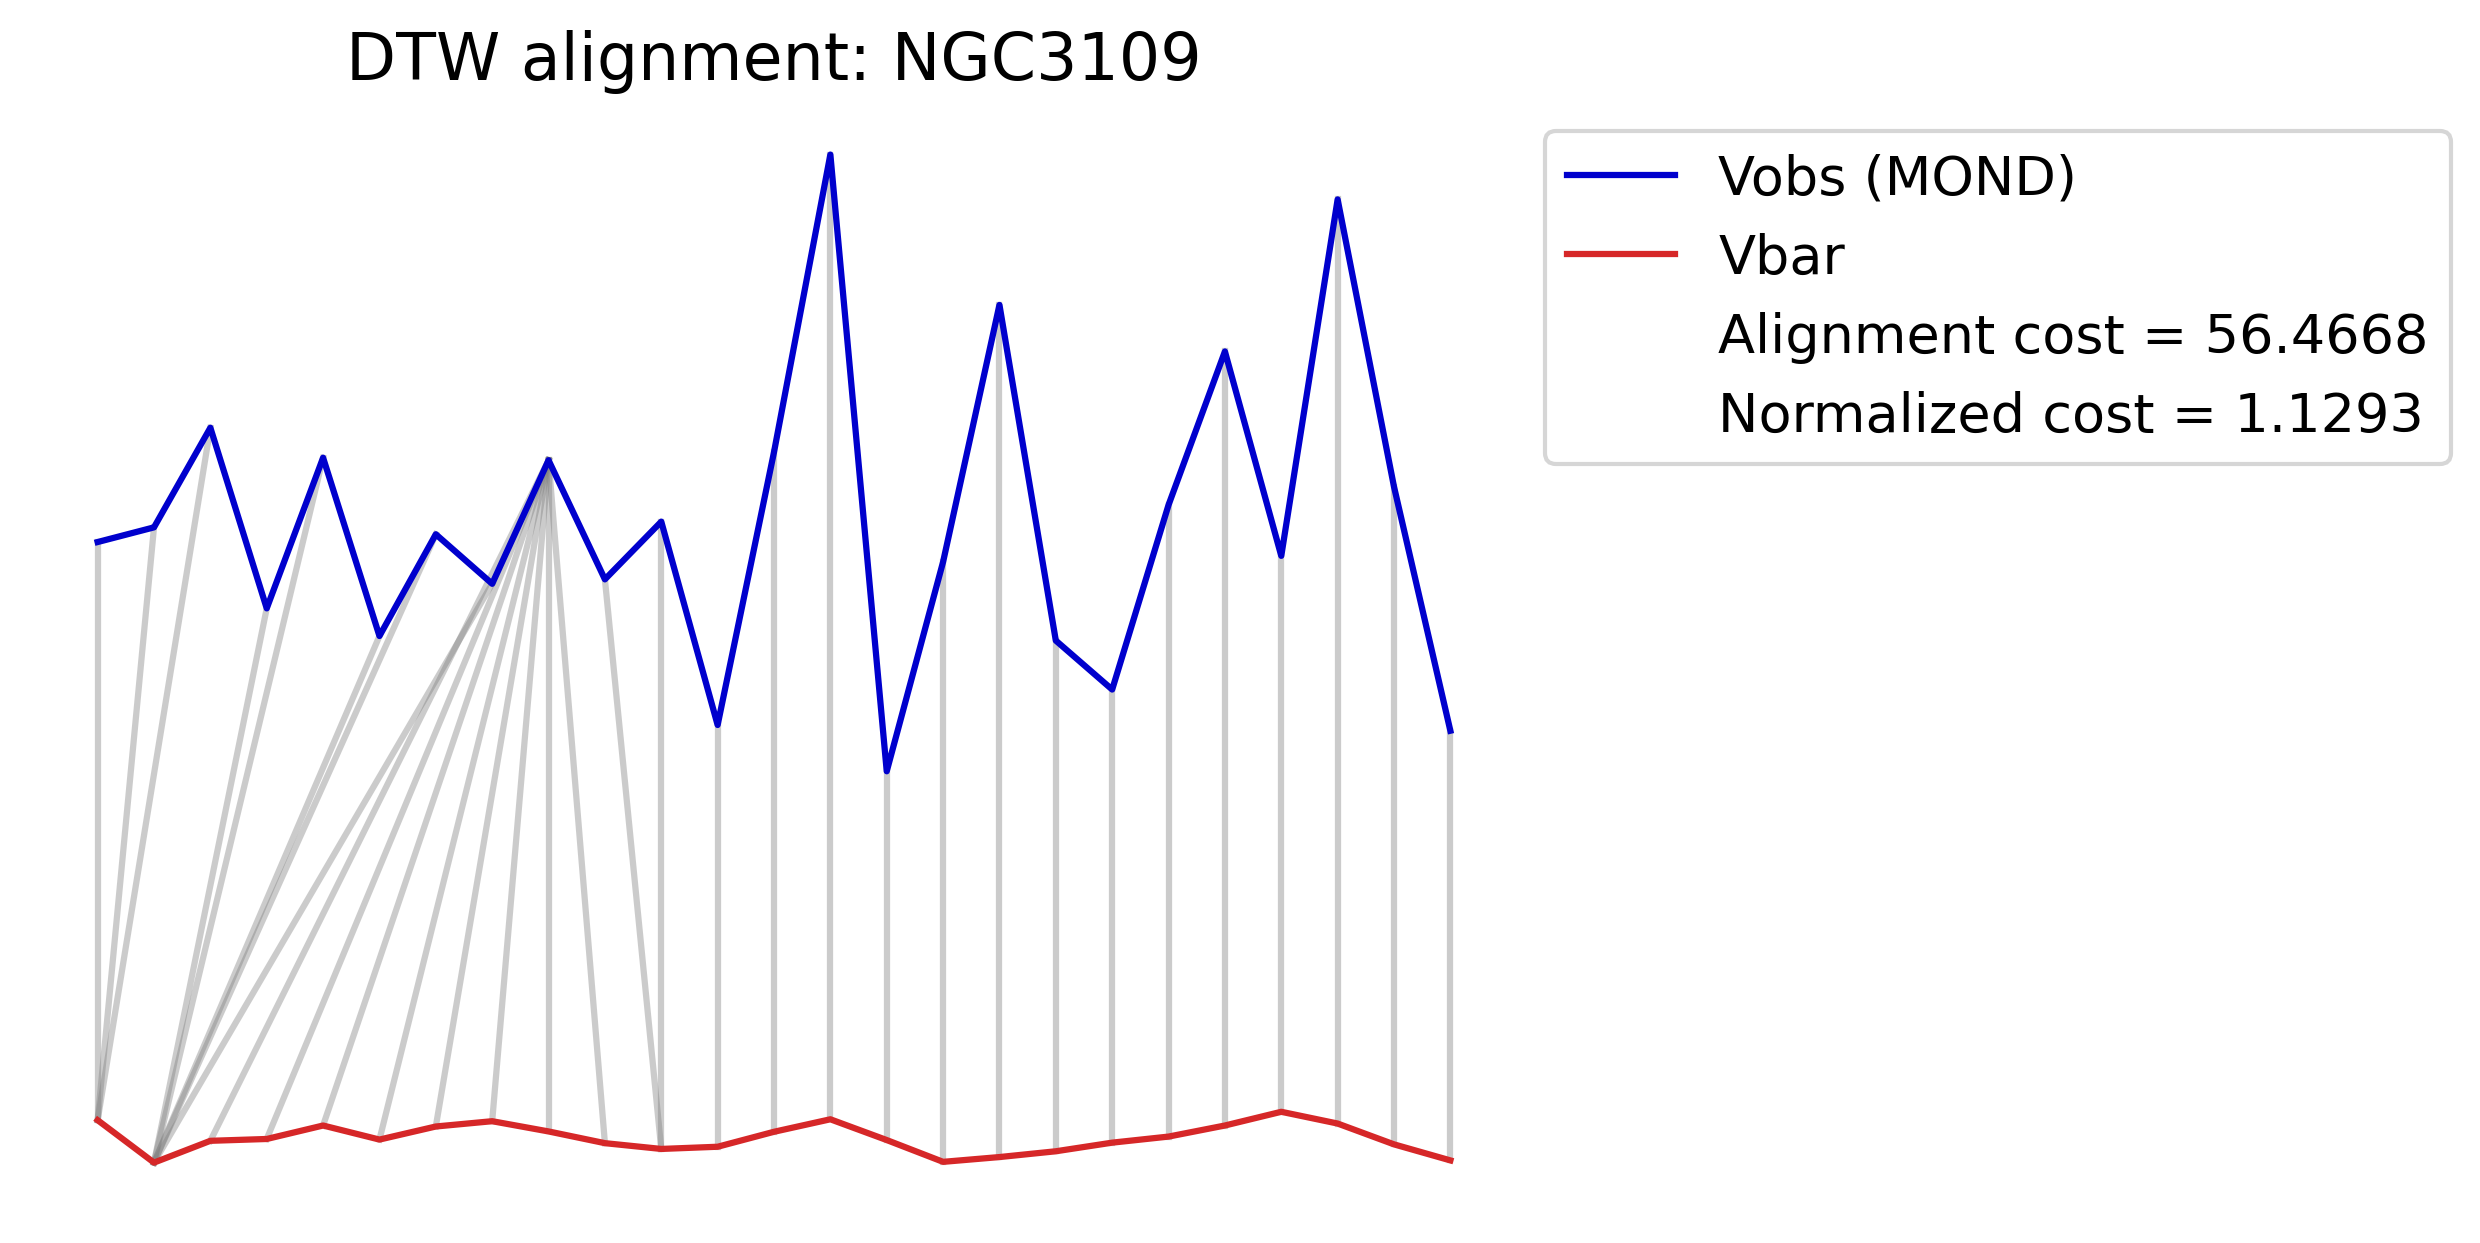 DTW alignment: NGC3109
Vobs (MOND)
Vbar
Alignment cost = 56.4668
Normalized cost = 1.1293